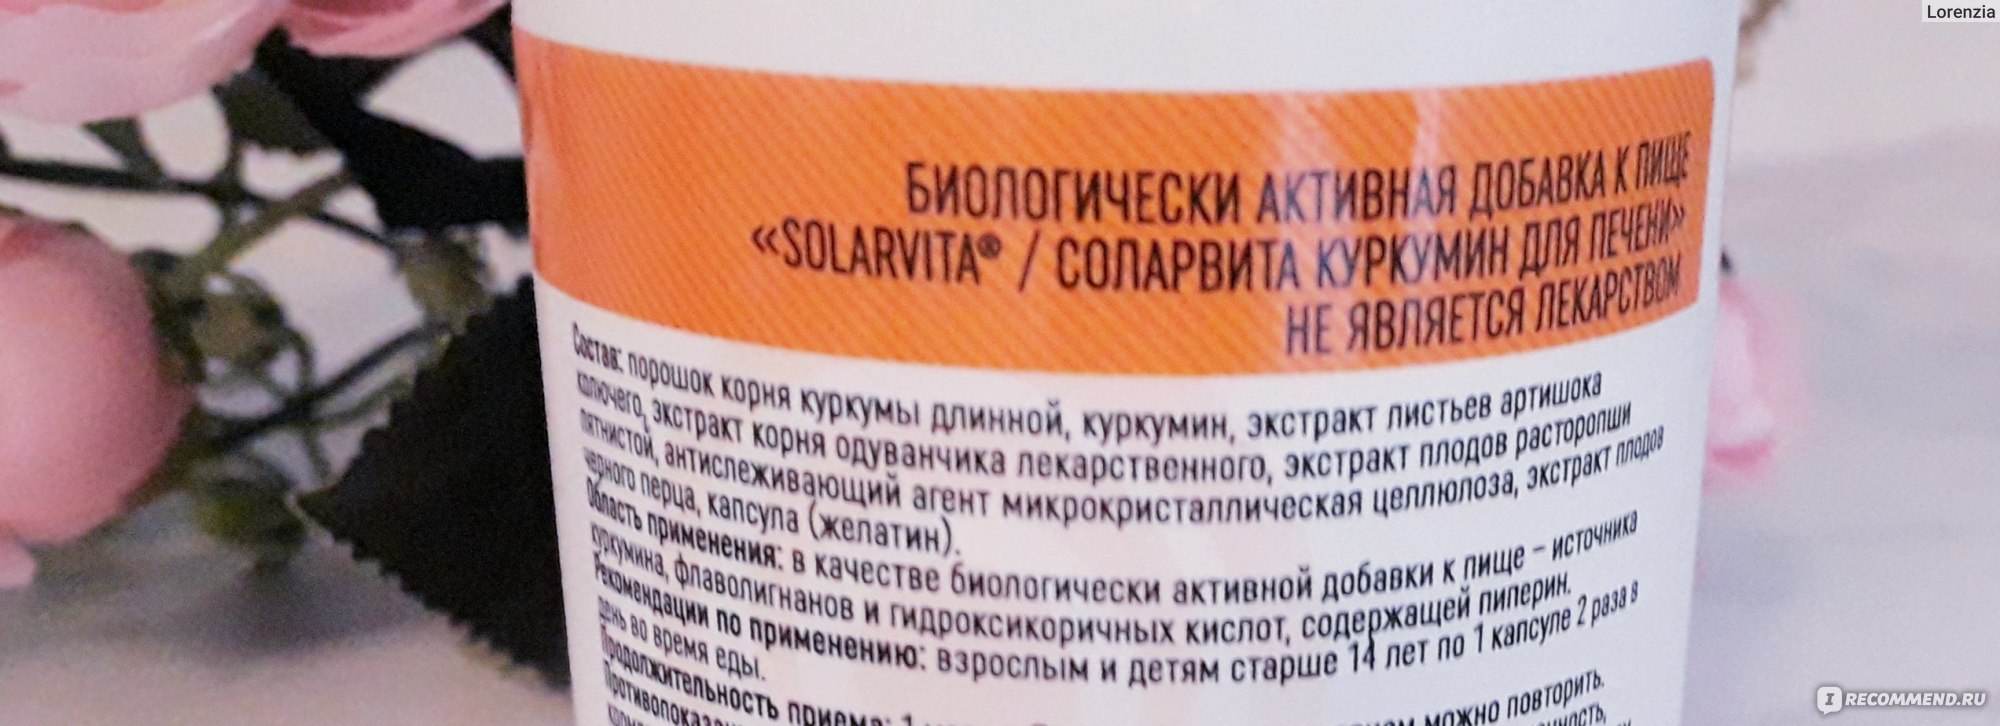 Lorenzia
БИОЛОГИЧЕСКИ АКТИВНАЯ ДОБАВКА К ПИЩЕ
«SOLARVITA® / СОЛАРВИТА КУРКУМИН ДЛЯ ПЕЧЕНИ»
НЕ ЯВЛЯЕТСЯ ЛЕКАРСТВОМ
Состав: порошок корня куркумы длинной, куркумин, экстракт листьев артишока
колючего, экстракт корня одуванчика лекарственного, экстракт плодов расторопши
пятнистой, антислеживающий агент микрокристаллическая целлюлоза, экстракт плодов
черного перца, капсула (желатин).
Область применения: в качестве биологически активной добавки к пище – источника
куркумина, флаволигнанов и гидроксикоричных кислот, содержащей пиперин.
Рекомендации по применению: взрослым и детям старше 14 лет по 1 капсуле 2 раза в
день во время еды.
Продолжительность приема: 1 можно повторить.
IRECOMMEND.RU